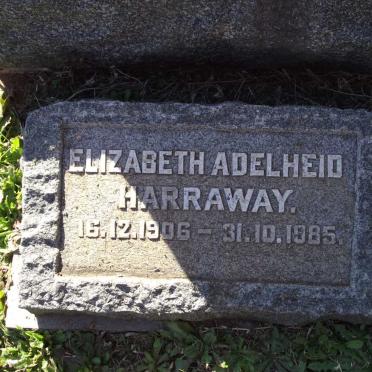 ELIZABETH ADELHEID
HARRAWAY.
16.12.1906 – 31.10.1985.